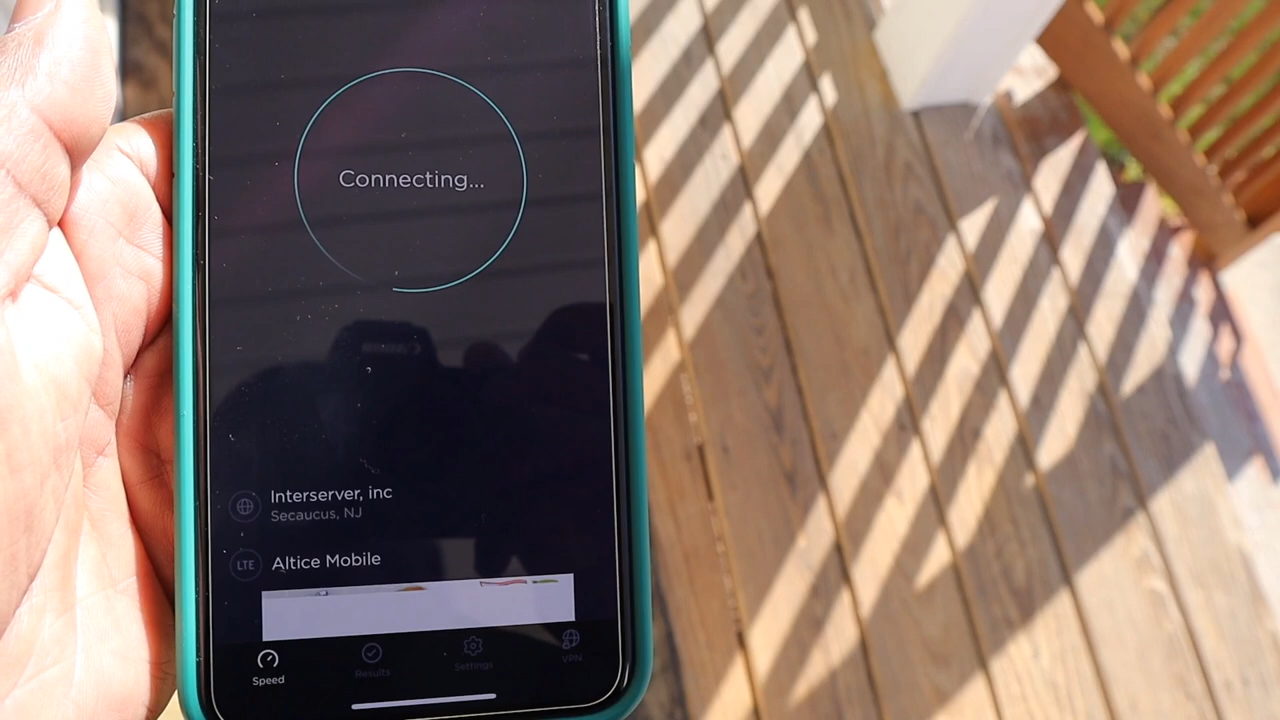 Connecting...
Interserver, inc
Secaucus, NJ
LTE
Altice Mobile
Speed
Results
Settings
VPN